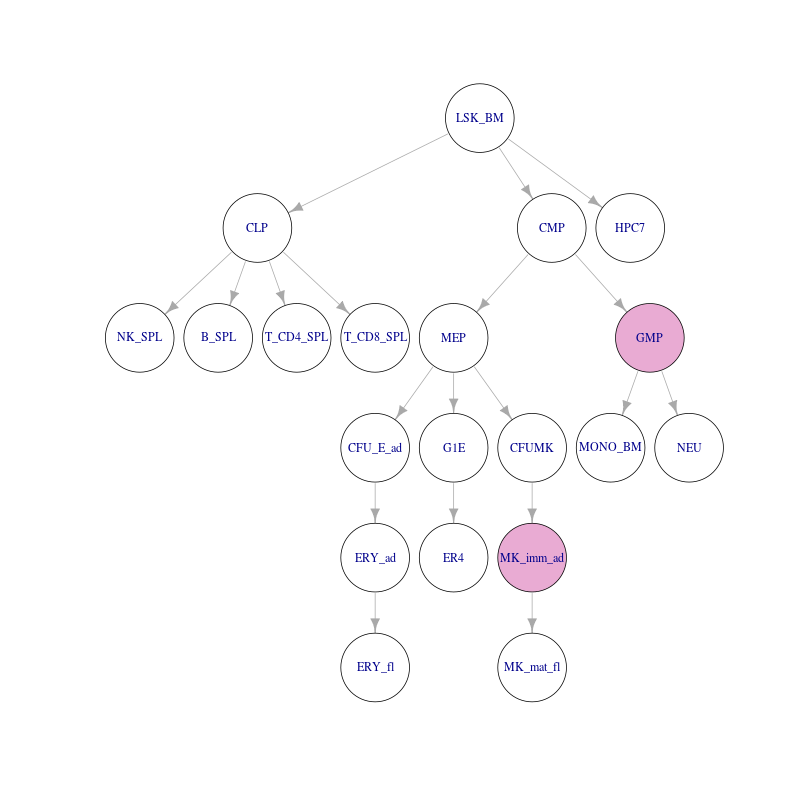 LSK_BM
CLP
CMP
HPC7
NK_SPL
B_SPL
T_CD4_SPL
T_CD8_SPL
MEP
GMP
CFU_E_ad
G1E
CFUMK
MONO_BM
NEU
ERY_ad
ER4
MK_imm_ad
ERY_fl
MK_mat_fl